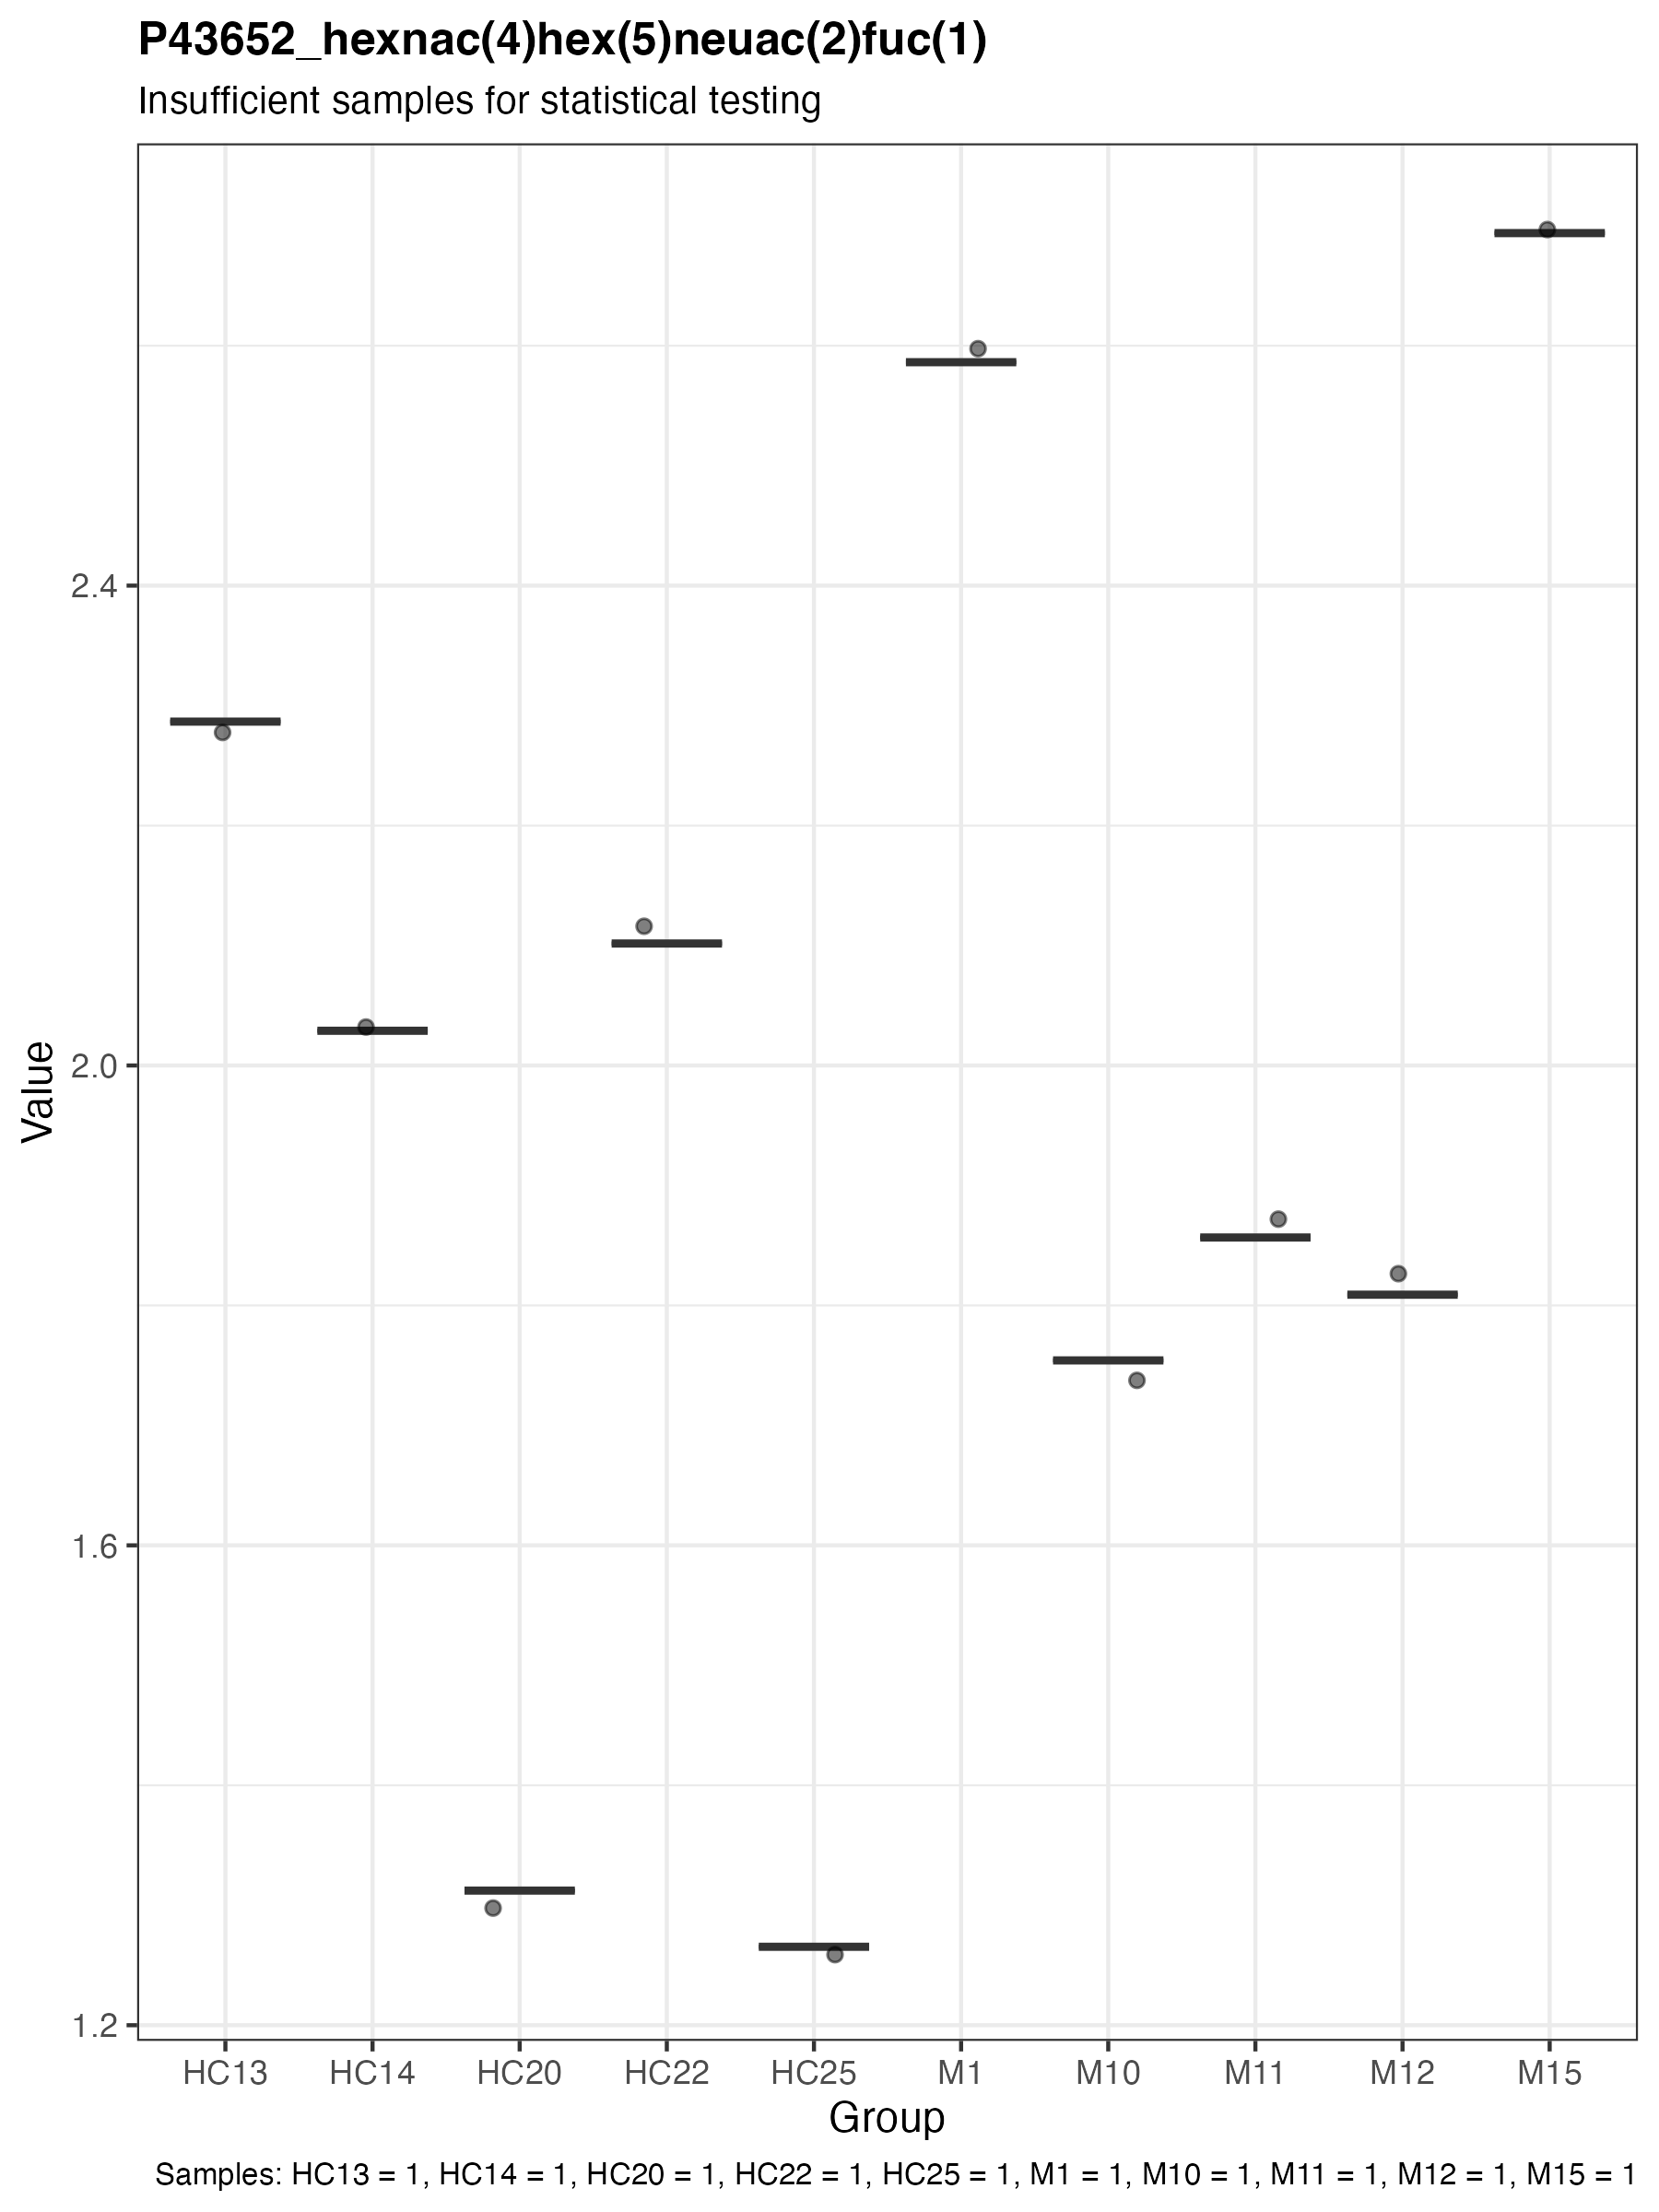 P43652_hexnac(4)hex(5)neuac(2)fuc(1)
Insufficient samples for statistical testing
Value
2.4
2.0
1.6
1.2
HC13 HC14 HC20 HC22 HC25 M1 M10 M11 M12 M15
Group
Samples: HC13 = 1, HC14 = 1, HC20 = 1, HC22 = 1, HC25 = 1, M1 = 1, M10 = 1, M11 = 1, M12 = 1, M15 = 1